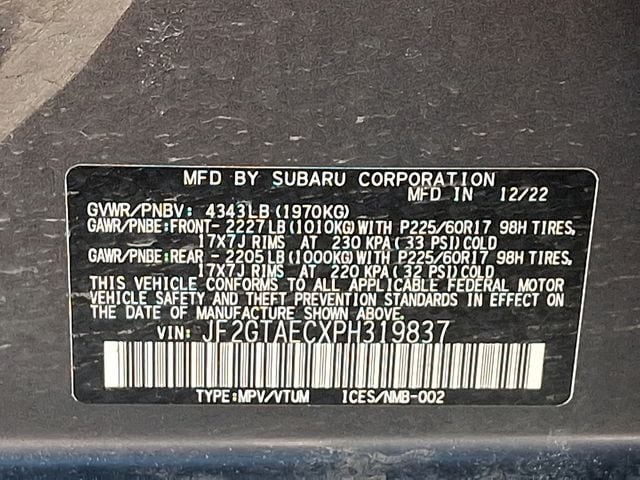 MFD BY SUBARU CORPORATION
MFD IN 12/22
GVWR/PNBV: 4343LB (1970KG)
GAWR/PNBE:FRONT- 2227LB (1010KG) WITH P225/60R17 98H TIRES,
17X7J RIMS AT 230 KPA ( 33 PSI) COLD
GAWR/PNBE:REAR - 2205LB (1000KG) WITH P225/60R17 98H TIRES,
17X7J RIMS AT 220 KPA ( 32 PSI) COLD
THIS VEHICLE CONFORMS TO ALL APPLICABLE FEDERAL MOTOR
VEHICLE SAFETY AND THEFT PREVENTION STANDARDS IN EFFECT ON
THE DATE OF MANUFACTURE SHOWN ABOVE.
VIN: JF2GTAECXPH319837
TYPE:MPV/VTUM ICES/NMB-002